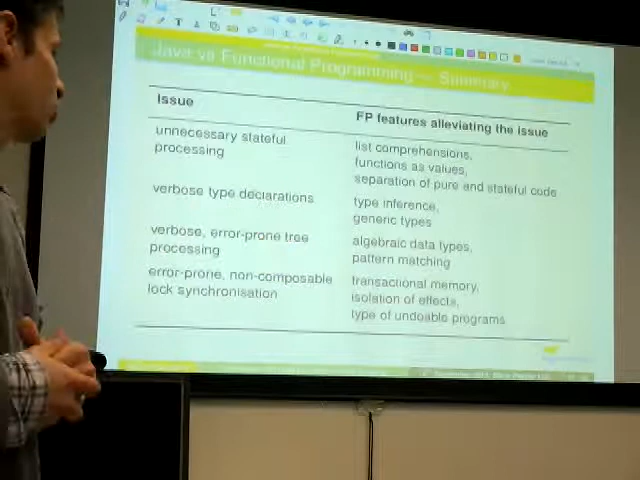 Java vs Functional Programming — Summary
Issue
FP features alleviating the issue
unnecessary stateful
processing
list comprehensions,
functions as values,
separation of pure and stateful code
verbose type declarations
type inference,
generic types
verbose, error-prone tree
processing
algebraic data types,
pattern matching
error-prone, non-composable
lock synchronisation
transactional memory,
isolation of effects,
type of undoable programs